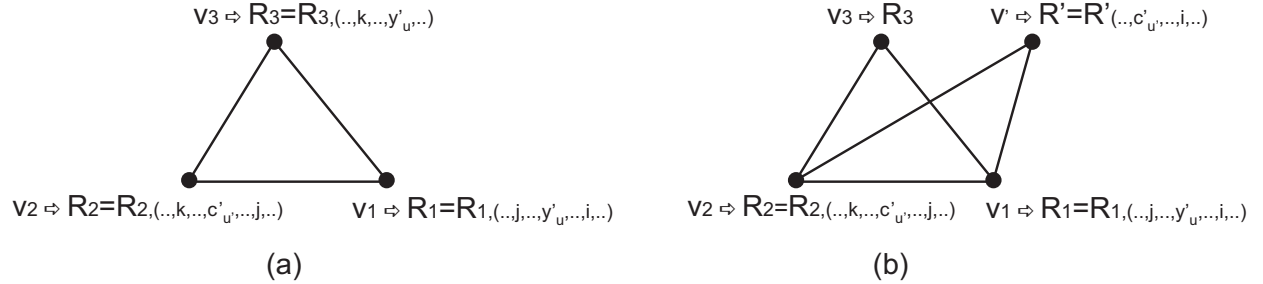 v3 ⇨ R3=R3,(..,k,..,y'u,..)
v3 ⇨ R3
v' ⇨ R'=R'(..,c'u',..,i,..)
v2 ⇨ R2=R2,(..,k,..,c'u',..,j,..)
v1 ⇨ R1=R1,(..,j,..,y'u,..,i,..)
v2 ⇨ R2=R2,(..,k,..,c'u',..,j,..)
v1 ⇨ R1=R1,(..,j,..,y'u,..,i,..)
(a)
(b)